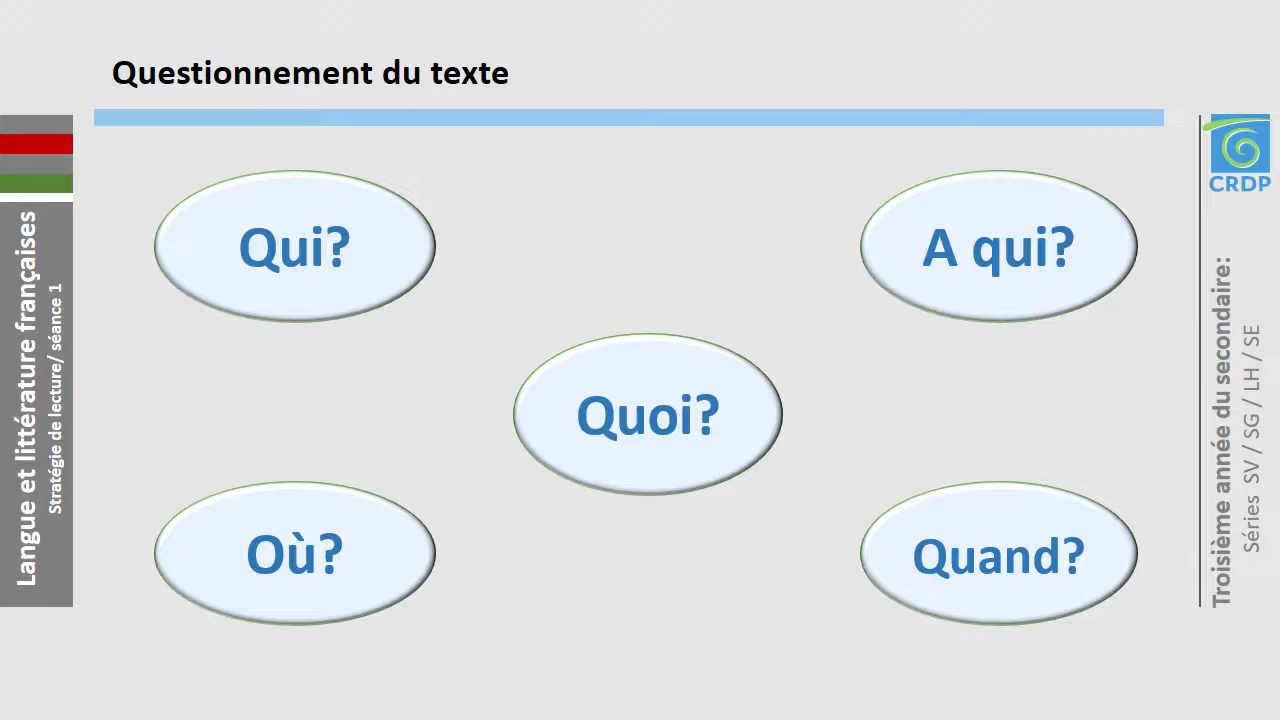 Questionnement du texte
Qui?
A qui?
Quoi?
Où?
Quand?
Langue et littérature françaises
Stratégie de lecture/ séance 1
CRDP
Troisième année du secondaire:
Séries SV / SG / LH / SE